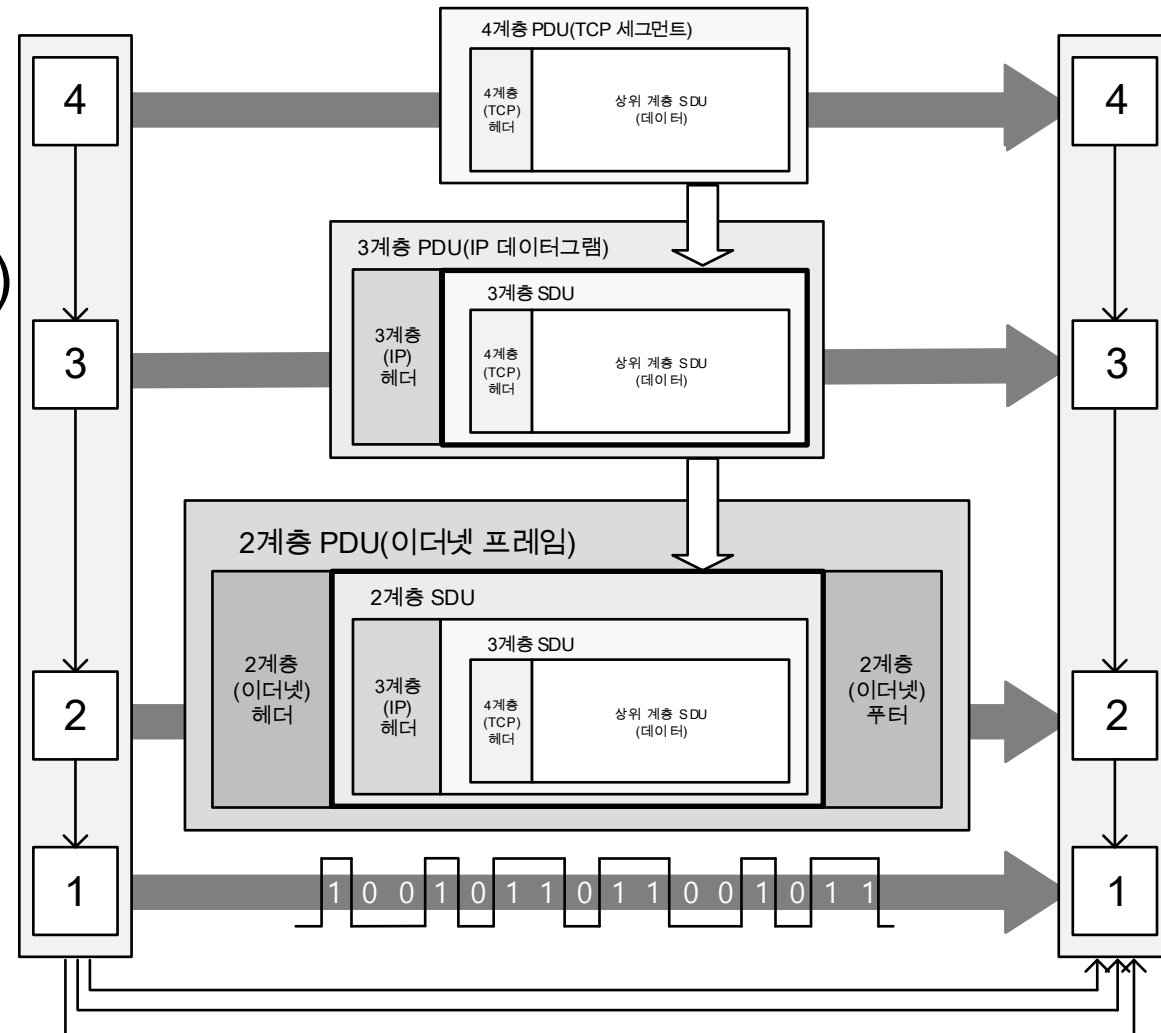 4계층 PDU(TCP 세그먼트)
4계층
(TCP)
헤더
상위 계층 SDU
(데이터)
4
4
3계층 PDU(IP 데이터그램)
3계층 SDU
3계층
(IP)
헤더
4계층
(TCP)
헤더
상위 계층 SDU
(데이터)
)
3
3
2계층 PDU(이더넷 프레임)
2계층 SDU
3계층 SDU
2계층
(이더넷)
헤더
3계층
(IP)
헤더
4계층
(TCP)
헤더
상위 계층 SDU
(데이터)
2계층
(이더넷)
푸터
2
2
1
1 0 0 1 0 1 1 0 1 1 0 0 1 0 1 1
1